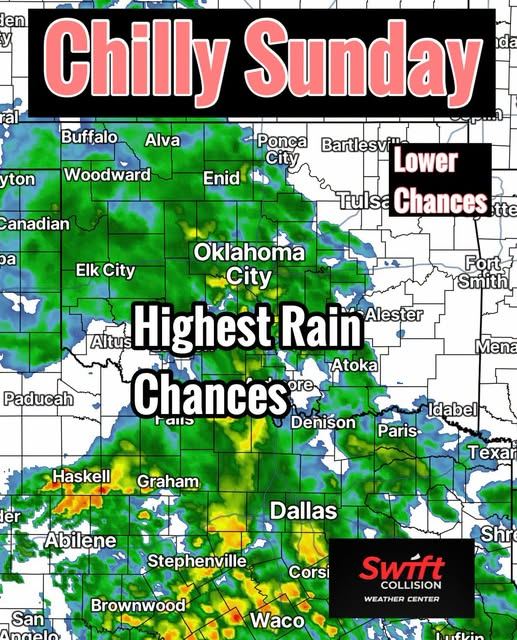 Chilly Sunday
Buffalo
Alva
Ponca
City
Lower
Chances
Woodward
Enid
Canadian
Oklahoma
City
Elk City
Fort
Smith
Highest Rain
Chances
Atoka
Paducah
Idabel
Denison
Paris
Haskell
Graham
Dallas
Abilene
Stephenville
Swift
COLLISION
WEATHER CENTER
Brownwood
Waco
San